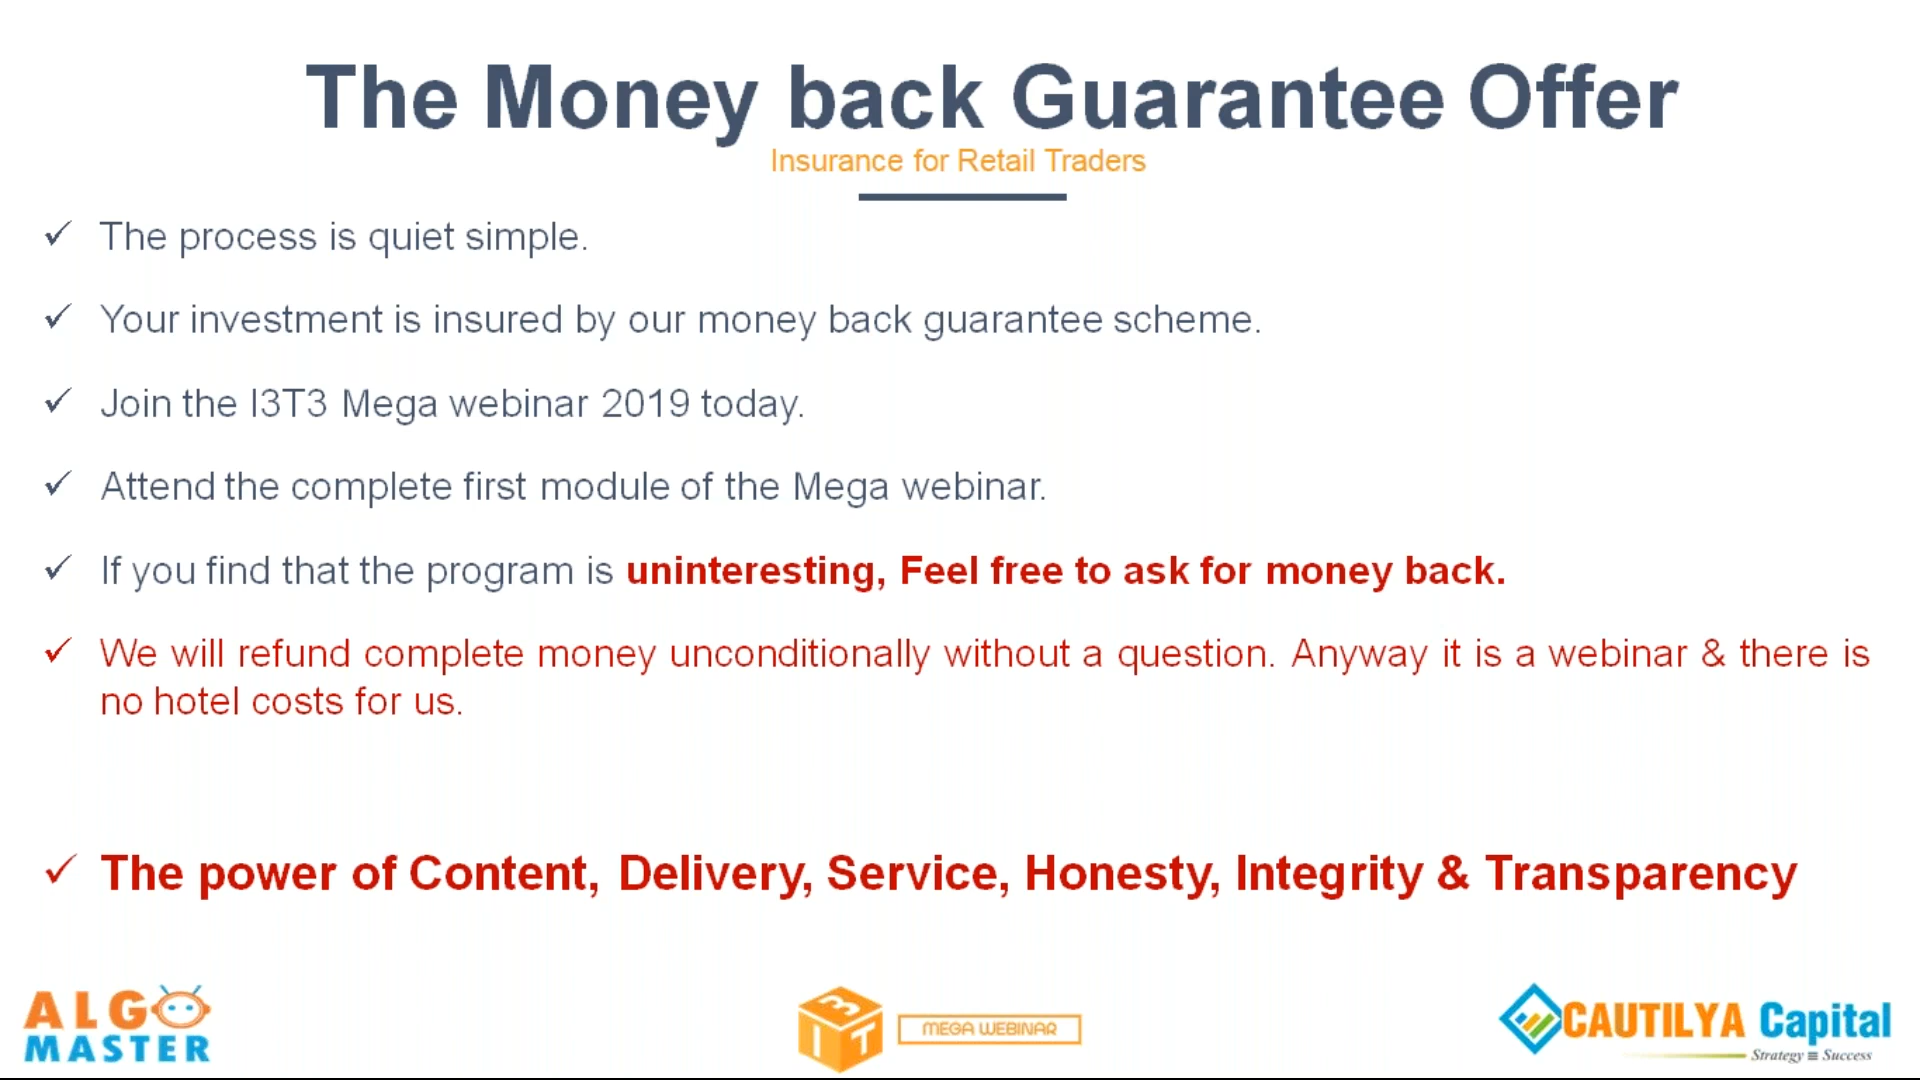 The Money back Guarantee Offer
Insurance for Retail Traders
✓ The process is quiet simple.
✓ Your investment is insured by our money back guarantee scheme.
✓ Join the I3T3 Mega webinar 2019 today.
✓ Attend the complete first module of the Mega webinar.
✓ If you find that the program is uninteresting, Feel free to ask for money back.
✓ We will refund complete money unconditionally without a question. Anyway it is a webinar & there is
no hotel costs for us.
✓ The power of Content, Delivery, Service, Honesty, Integrity & Transparency
ALGO
MASTER
3
I T
MEGA WEBINAR
CAUTILYA Capital
Strategy ≡ Success